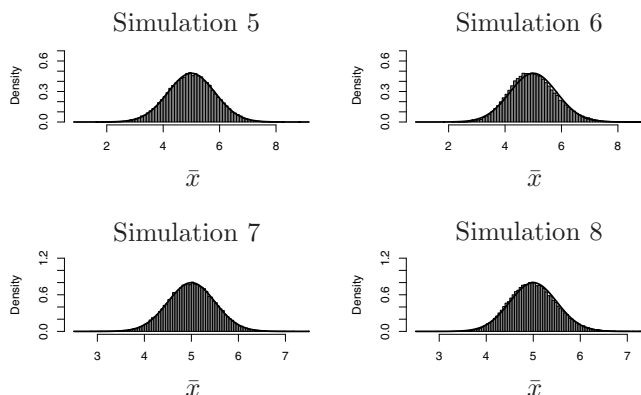 Simulation 5
Density
0.0 0.3 0.6
2 4 6 8
x̄
Simulation 6
Density
0.0 0.3 0.6
2 4 6 8
x̄
Simulation 7
Density
0.0 0.6 1.2
3 4 5 6 7
x̄
Simulation 8
Density
0.0 0.6 1.2
3 4 5 6 7
x̄